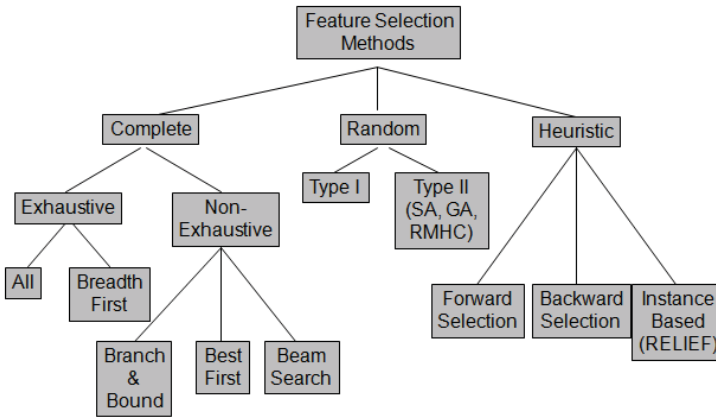 Feature Selection
Methods
Complete
Random
Heuristic
Exhaustive
Non-
Exhaustive
Type I
Type II
(SA, GA,
RMHC)
All
Breadth
First
Forward
Selection
Backward
Selection
Instance
Based
(RELIEF)
Branch
&
Bound
Best
First
Beam
Search